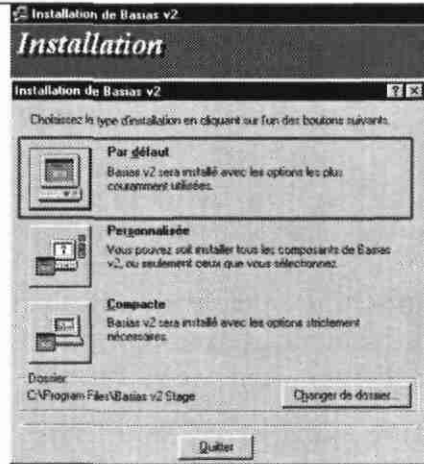 Installation de Basias v2
Installation
Installation de Basias v2
Choisissez le type d'installation en cliquant sur l'un des boutons suivants.
Par défaut
Basias v2 sera installé avec les options les plus
couramment utilisées.
Personnalisée
Vous pouvez soit installer tous les composants de Basias
v2, ou seulement ceux que vous sélectionnez.
Compacte
Basias v2 sera installé avec les options strictement
nécessaires.
Dossier
C:\Program Files\Basias v2 Stage
Changer de dossier...
Quitter